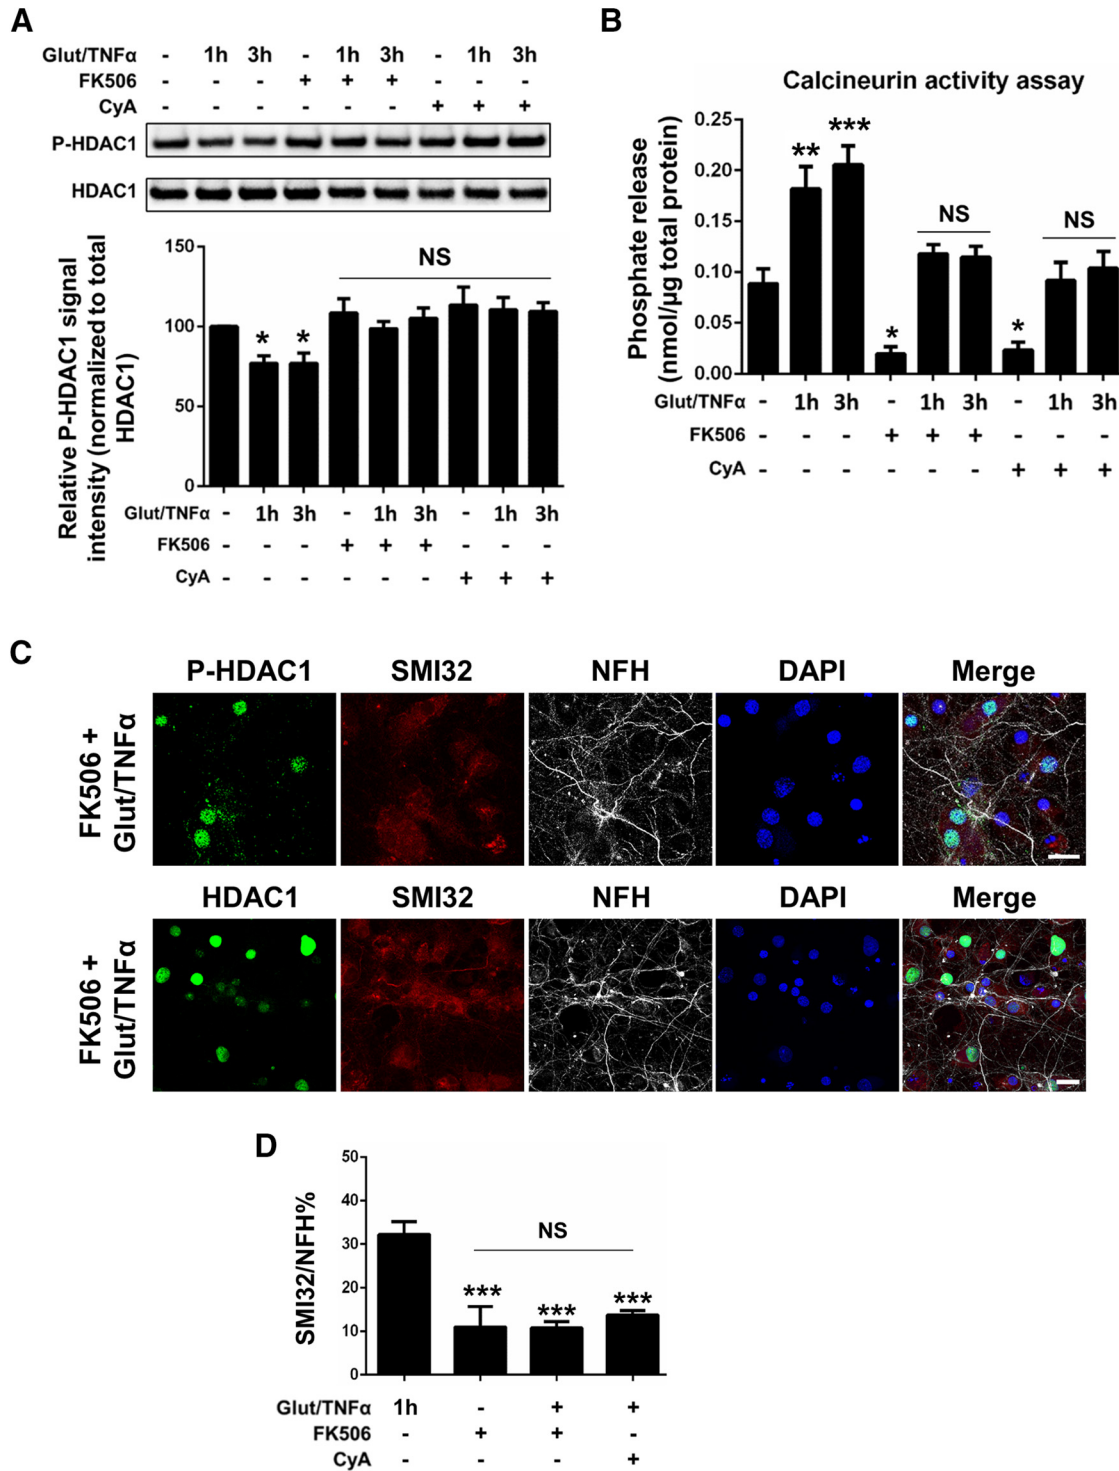 A
Glut/TNFα - 1h 3h - 1h 3h - 1h 3h
FK506 - - - + + + - - -
CyA - - - - - - + + +
P-HDAC1
HDAC1
Relative P-HDAC1 signal
intensity (normalized to total
HDAC1)
150
100
50
0
NS
* *
Glut/TNFα - 1h 3h - 1h 3h - 1h 3h
FK506 - - - + + + - - -
CyA - - - - - - + + +
B
Calcineurin activity assay
Phosphate release
(nmol/µg total protein)
0.25
0.20
0.15
0.10
0.05
0.00
** *** * NS * NS
Glut/TNFα - 1h 3h - 1h 3h - 1h 3h
FK506 - - - + + + - - -
CyA - - - - - - + + +
C
P-HDAC1 SMI32 NFH DAPI Merge
FK506 +
Glut/TNFα
HDAC1 SMI32 NFH DAPI Merge
FK506 +
Glut/TNFα
D
SMI32/NFH%
50
40
30
20
10
0
NS
*** *** ***
Glut/TNFα 1h - + +
FK506 - + + -
CyA - - - +